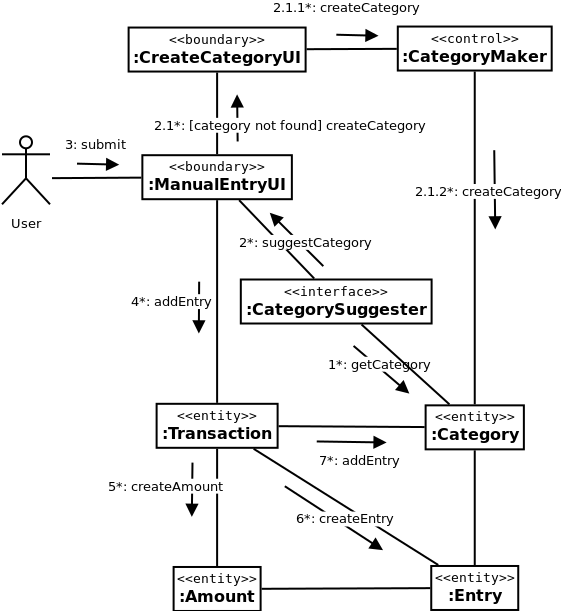 2.1.1*: createCategory
<<boundary>>
:CreateCategoryUI
<<control>>
:CategoryMaker
2.1*: [category not found] createCategory
3: submit
<<boundary>>
:ManualEntryUI
2.1.2*: createCategory
User
2*: suggestCategory
<<interface>>
:CategorySuggester
4*: addEntry
1*: getCategory
<<entity>>
:Transaction
<<entity>>
:Category
7*: addEntry
5*: createAmount
6*: createEntry
<<entity>>
:Amount
<<entity>>
:Entry